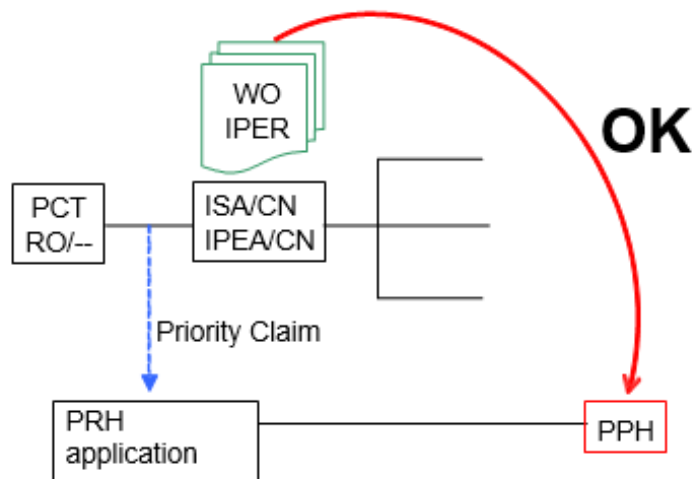 WO
IPER
OK
PCT
RO/--
ISA/CN
IPEA/CN
Priority Claim
PRH
application
PPH